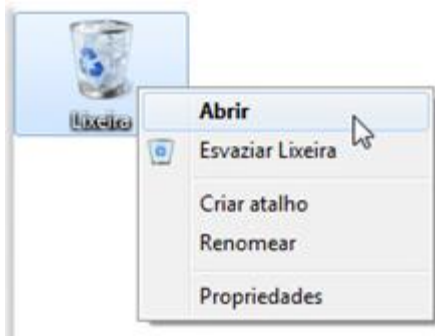 Lixeira
Abrir
Esvaziar Lixeira
Criar atalho
Renomear
Propriedades